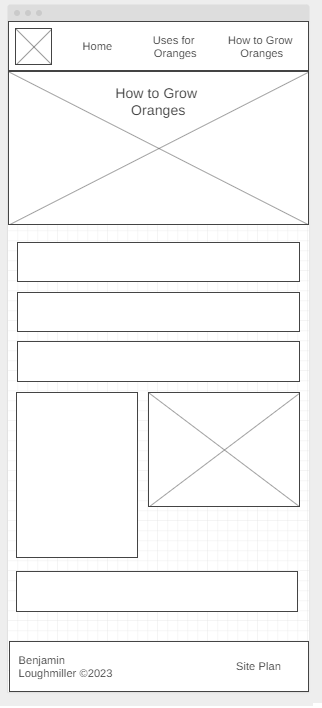 Home
Uses for
Oranges
How to Grow
Oranges
How to Grow
Oranges
Benjamin
Loughmiller ©2023
Site Plan